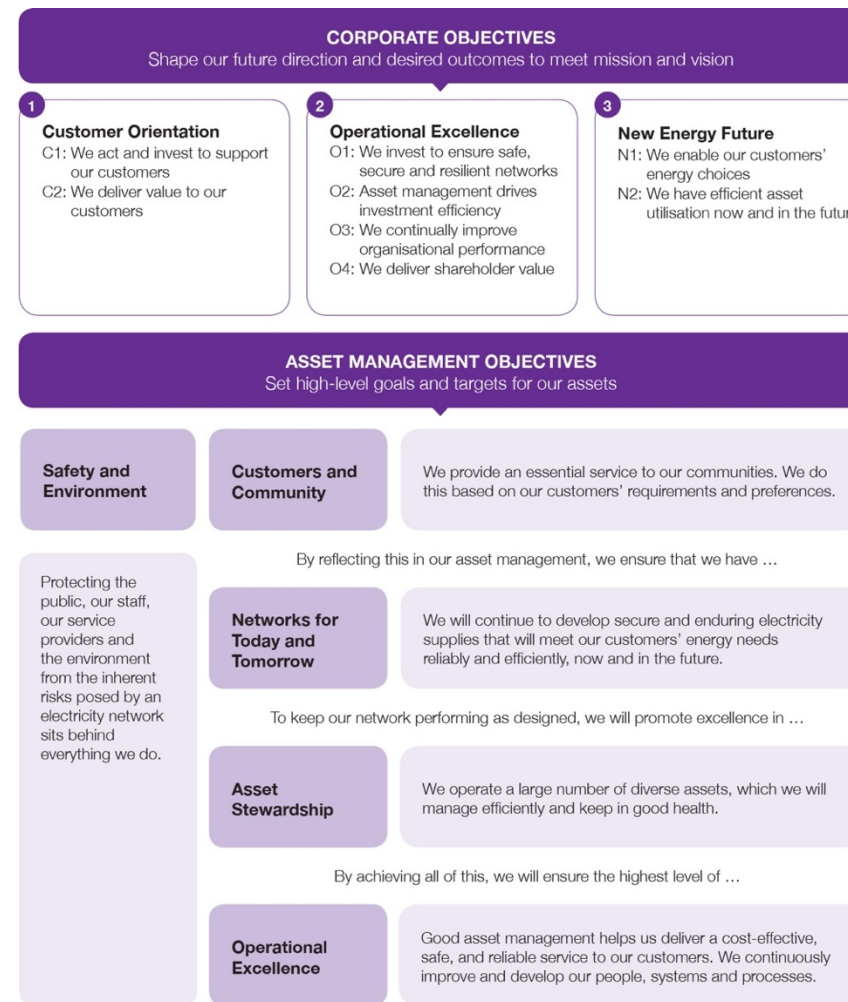 CORPORATE OBJECTIVES
Shape our future direction and desired outcomes to meet mission and vision
1
Customer Orientation
C1: We act and invest to support
our customers
C2: We deliver value to our
customers
2
Operational Excellence
O1: We invest to ensure safe,
secure and resilient networks
O2: Asset management drives
investment efficiency
O3: We continually improve
organisational performance
O4: We deliver shareholder value
3
New Energy Future
N1: We enable our customers'
energy choices
N2: We have efficient asset
utilisation now and in the
ASSET MANAGEMENT OBJECTIVES
Set high-level goals and targets for our assets
Safety and
Environment
Protecting the
public, our staff,
our service
providers and
the environment
from the inherent
risks posed by an
electricity network
sits behind
everything we do.
Customers and
Community
We provide an essential service to our communities. We do
this based on our customers' requirements and preferences.
By reflecting this in our asset management, we ensure that we have …
Networks for
Today and
Tomorrow
We will continue to develop secure and enduring electricity
supplies that will meet our customers' energy needs
reliably and efficiently, now and in the future.
To keep our network performing as designed, we will promote excellence in …
Asset
Stewardship
We operate a large number of diverse assets, which we will
manage efficiently and keep in good health.
By achieving all of this, we will ensure the highest level of …
Operational
Excellence
Good asset management helps us deliver a cost-effective,
safe, and reliable service to our customers. We continuously
improve and develop our people, systems and processes.